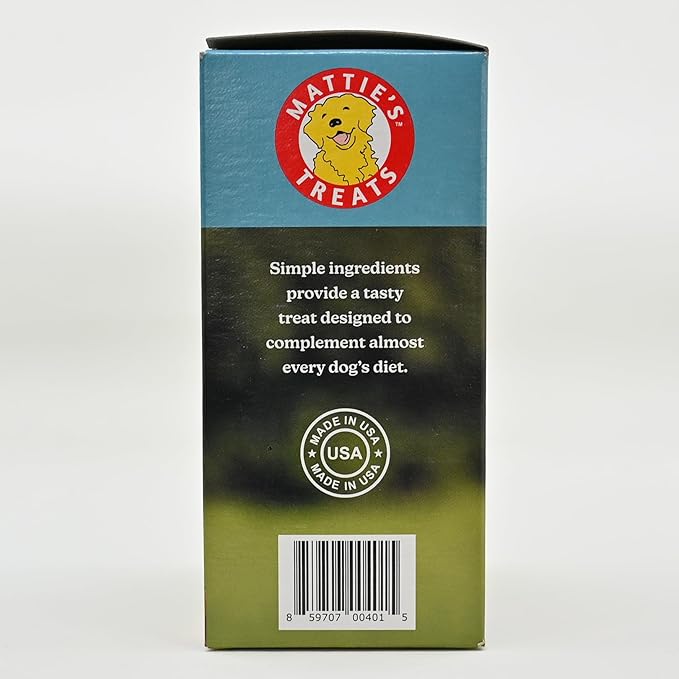 MATTIE'S
TREATS™
Simple ingredients
provide a tasty
treat designed to
complement almost
every dog's diet.
MADE IN USA
USA
MADE IN USA
8 59707 00401 5